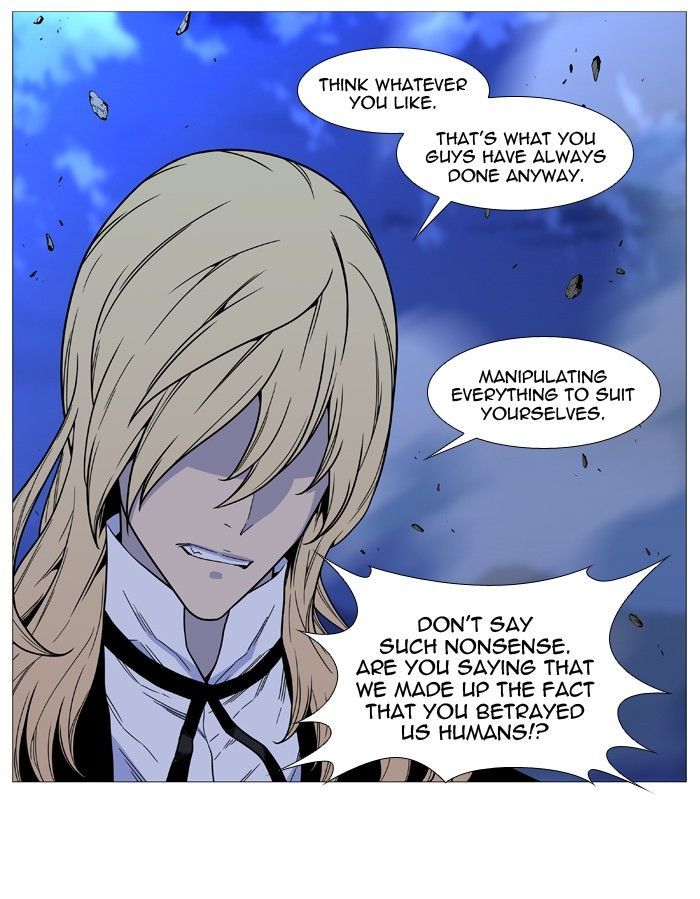 THINK WHATEVER
YOU LIKE.
THAT'S WHAT YOU
GUYS HAVE ALWAYS
DONE ANYWAY.
MANIPULATING
EVERYTHING TO SUIT
YOURSELVES.
DON'T SAY
SUCH NONSENSE.
ARE YOU SAYING THAT
WE MADE UP THE FACT
THAT YOU BETRAYED
US HUMANS!?